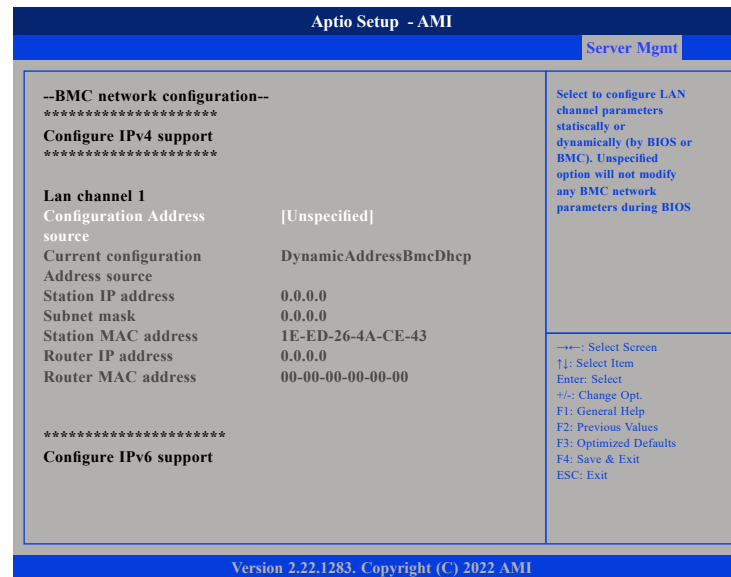 Aptio Setup - AMI
Server Mgmt
--BMC network configuration--
*********************
Configure IPv4 support
*********************
Lan channel 1
Configuration Address source [Unspecified]
Current configuration Address source DynamicAddressBmcDhcp
Station IP address 0.0.0.0
Subnet mask 0.0.0.0
Station MAC address 1E-ED-26-4A-CE-43
Router IP address 0.0.0.0
Router MAC address 00-00-00-00-00-00
**********************
Configure IPv6 support
Select to configure LAN
channel parameters
statiscally or
dynamically (by BIOS or
BMC). Unspecified
option will not modify
any BMC network
parameters during BIOS
→←: Select Screen
↑↓: Select Item
Enter: Select
+/-: Change Opt.
F1: General Help
F2: Previous Values
F3: Optimized Defaults
F4: Save & Exit
ESC: Exit
Version 2.22.1283. Copyright (C) 2022 AMI